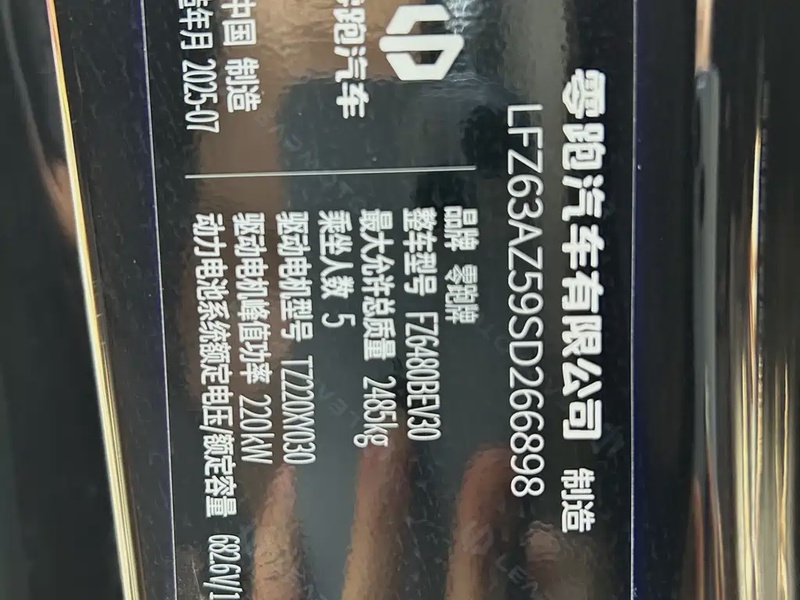 零跑汽车有限公司 制造
LFZ63AZ59SD266898
零跑汽车
中国 制造
造年月 2025-07
品牌 零跑牌
整车型号 FZ6480BEV30
最大允许总质量 2485kg
乘坐人数 5
驱动电机型号 TZ220XY030
驱动电机峰值功率 220kW
动力电池系统额定电压/额定容量 682.6V/1